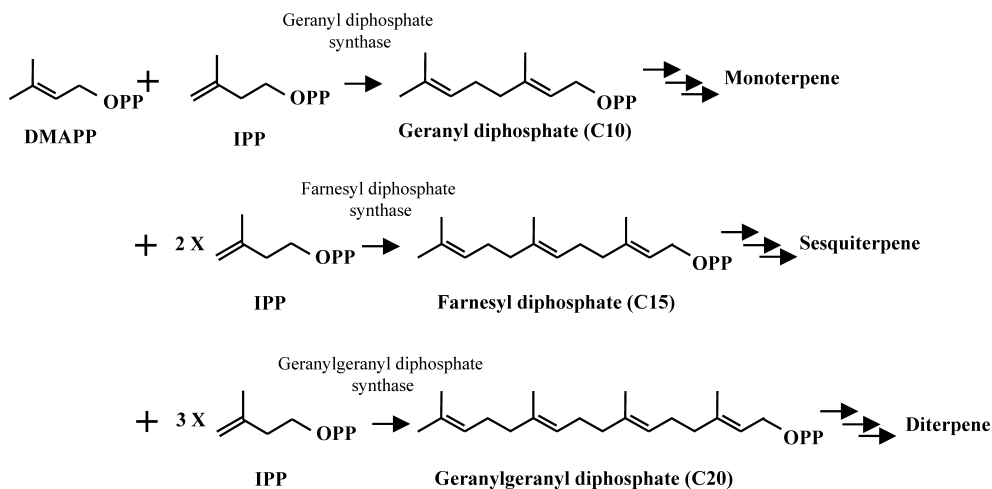 Geranyl diphosphate
synthase
+
OPP
DMAPP
OPP
IPP
OPP
Geranyl diphosphate (C10)
Monoterpene
Farnesyl diphosphate
synthase
+ 2 X
OPP
IPP
OPP
Farnesyl diphosphate (C15)
Sesquiterpene
Geranylgeranyl diphosphate
synthase
+ 3 X
OPP
IPP
OPP
Geranylgeranyl diphosphate (C20)
Diterpene